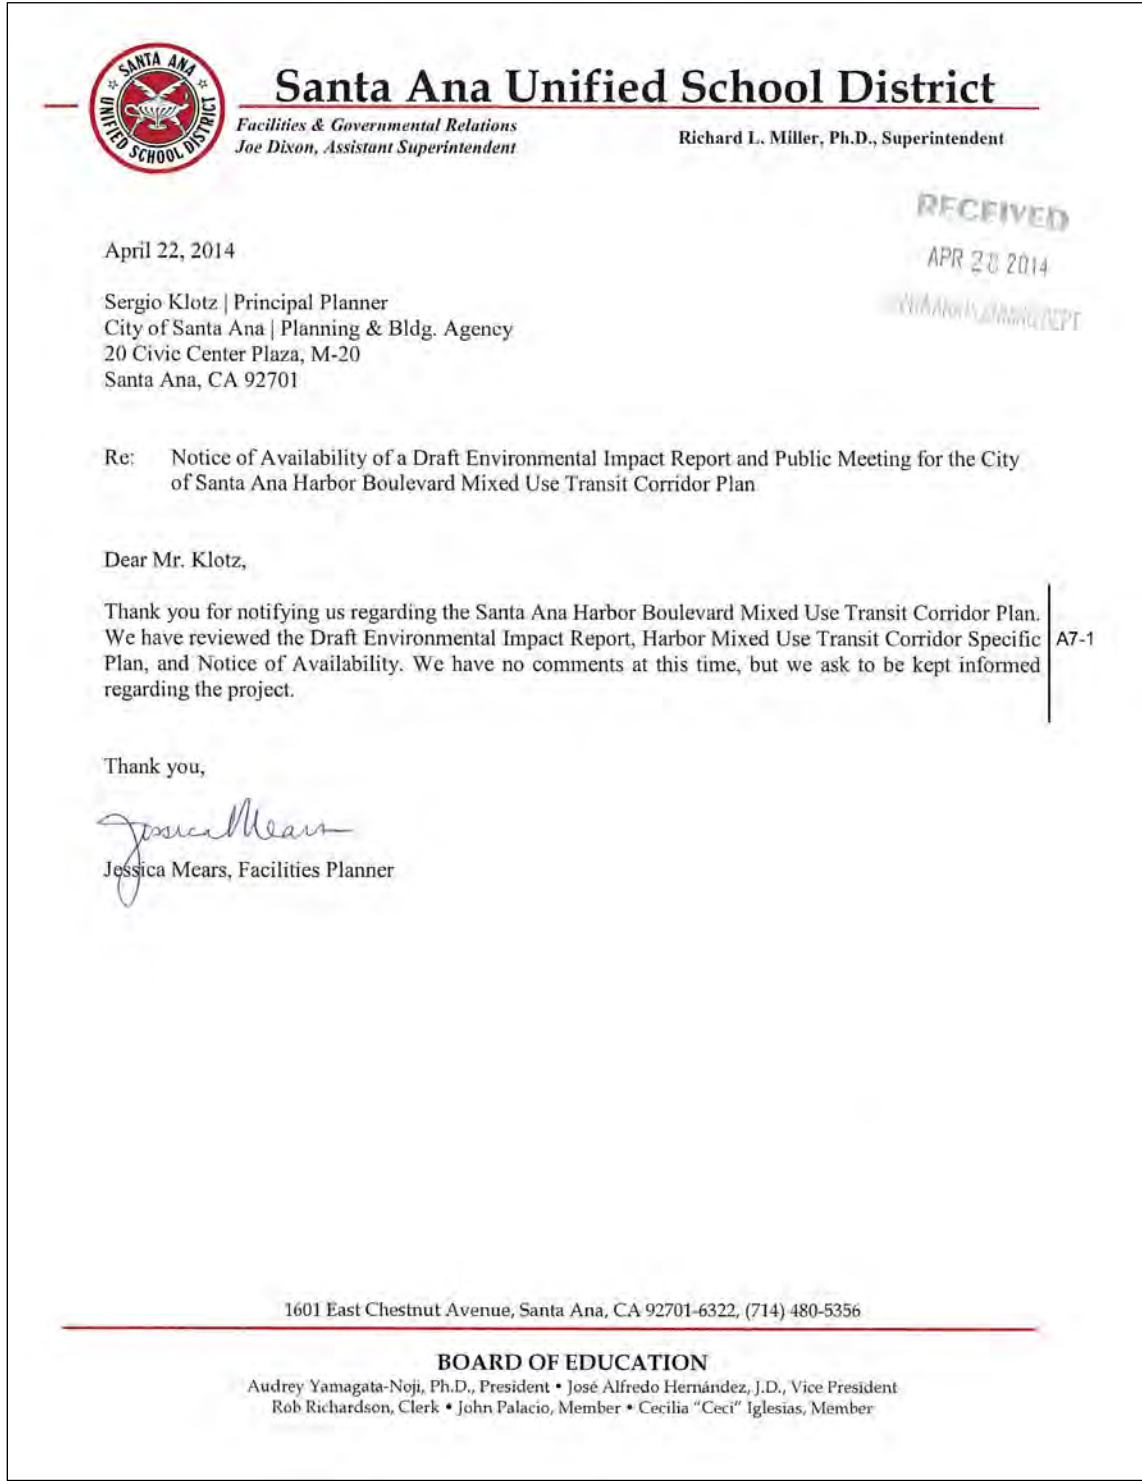 SANTA ANA
UNIFIED SCHOOL DISTRICT
Santa Ana Unified School District
Facilities & Governmental Relations
Joe Dixon, Assistant Superintendent
Richard L. Miller, Ph.D., Superintendent
RECEIVED
APR 2014
April 22, 2014
Sergio Klotz | Principal Planner
City of Santa Ana | Planning & Bldg. Agency
20 Civic Center Plaza, M-20
Santa Ana, CA 92701
Re: Notice of Availability of a Draft Environmental Impact Report and Public Meeting for the City
of Santa Ana Harbor Boulevard Mixed Use Transit Corridor Plan
Dear Mr. Klotz,
Thank you for notifying us regarding the Santa Ana Harbor Boulevard Mixed Use Transit Corridor Plan.
We have reviewed the Draft Environmental Impact Report, Harbor Mixed Use Transit Corridor Specific
Plan, and Notice of Availability. We have no comments at this time, but we ask to be kept informed
regarding the project.
A7-1
Thank you,
Jessica Mears
Jessica Mears, Facilities Planner
1601 East Chestnut Avenue, Santa Ana, CA 92701-6322, (714) 480-5356
BOARD OF EDUCATION
Audrey Yamagata-Noji, Ph.D., President • José Alfredo Hernández, J.D., Vice President
Rob Richardson, Clerk • John Palacio, Member • Cecilia "Ceci" Iglesias, Member